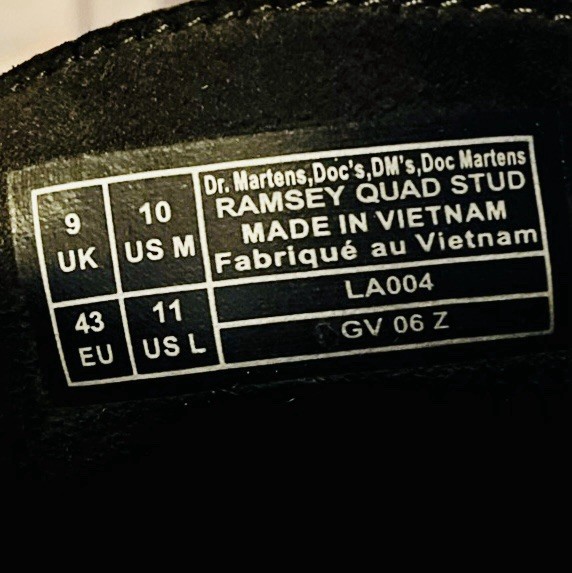 9
UK
10
US M
43
EU
11
US L
Dr. Martens,Doc's,DM's,Doc Martens
RAMSEY QUAD STUD
MADE IN VIETNAM
Fabriqué au Vietnam
LA004
GV 06 Z